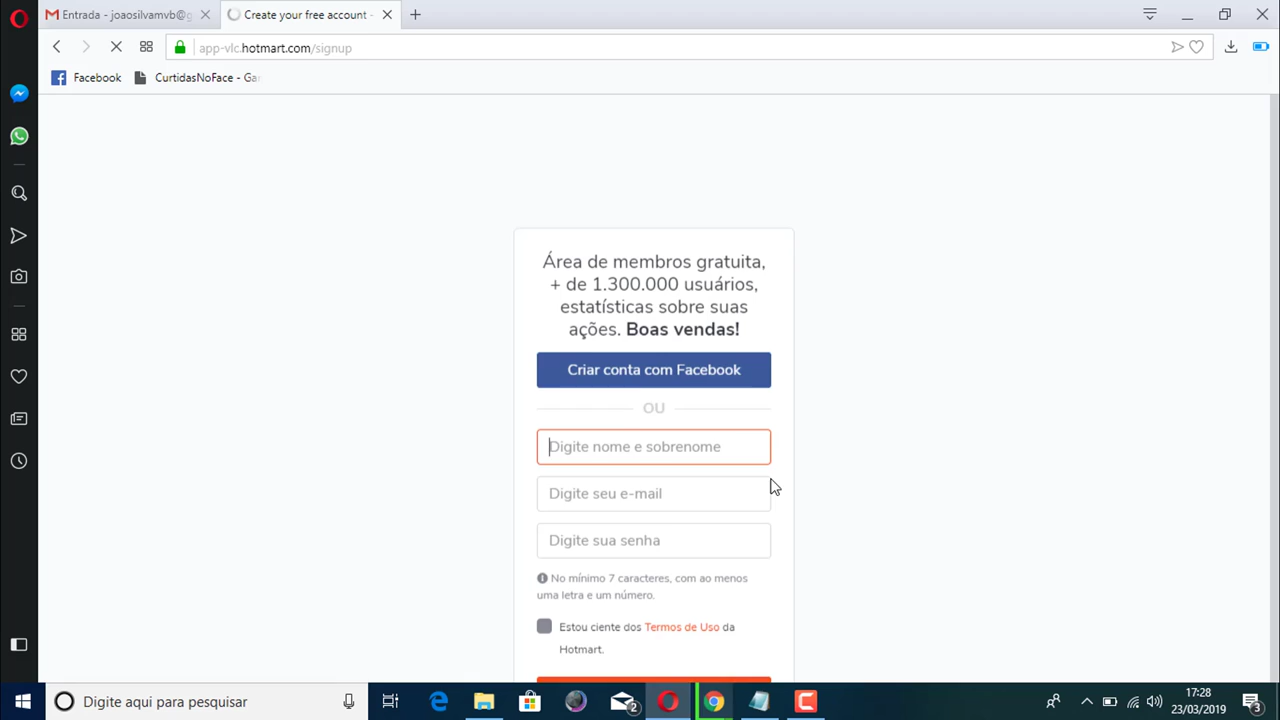 Entrada - joaosilvamvb@g
Create your free account -
app-vlc.hotmart.com/signup
Facebook
CurtidasNoFace - Gar
Área de membros gratuita,
+ de 1.300.000 usuários,
estatísticas sobre suas
ações. Boas vendas!
Criar conta com Facebook
OU
Digite nome e sobrenome
Digite seu e-mail
Digite sua senha
No mínimo 7 caracteres, com ao menos
uma letra e um número.
Estou ciente dos Termos de Uso da
Hotmart.
Digite aqui para pesquisar
2
17:28
23/03/2019
3